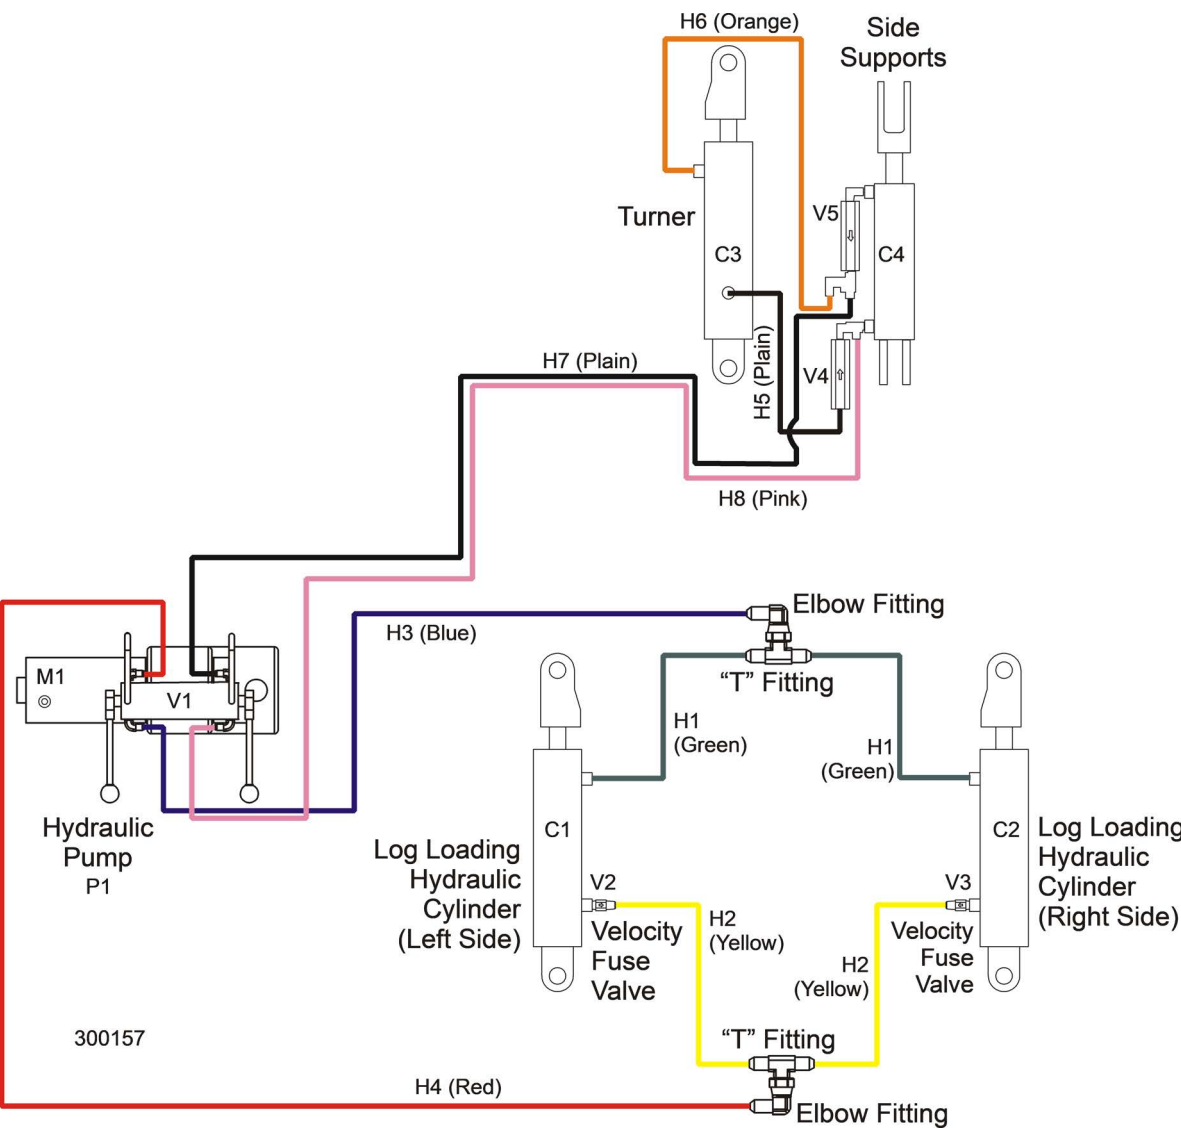 H6 (Orange)
Side
Supports
V5
Turner
C3
C4
H7 (Plain)
H5 (Plain)
V4
H8 (Pink)
Elbow Fitting
H3 (Blue)
"T" Fitting
M1
V1
H1
(Green)
H1
(Green)
Hydraulic
Pump
P1
C1
C2
Log Loading
Hydraulic
Cylinder
(Left Side)
Log Loading
Hydraulic
Cylinder
(Right Side)
V2
V3
Velocity
Fuse
Valve
H2
(Yellow)
Velocity
Fuse
Valve
H2
(Yellow)
300157
"T" Fitting
H4 (Red)
Elbow Fitting